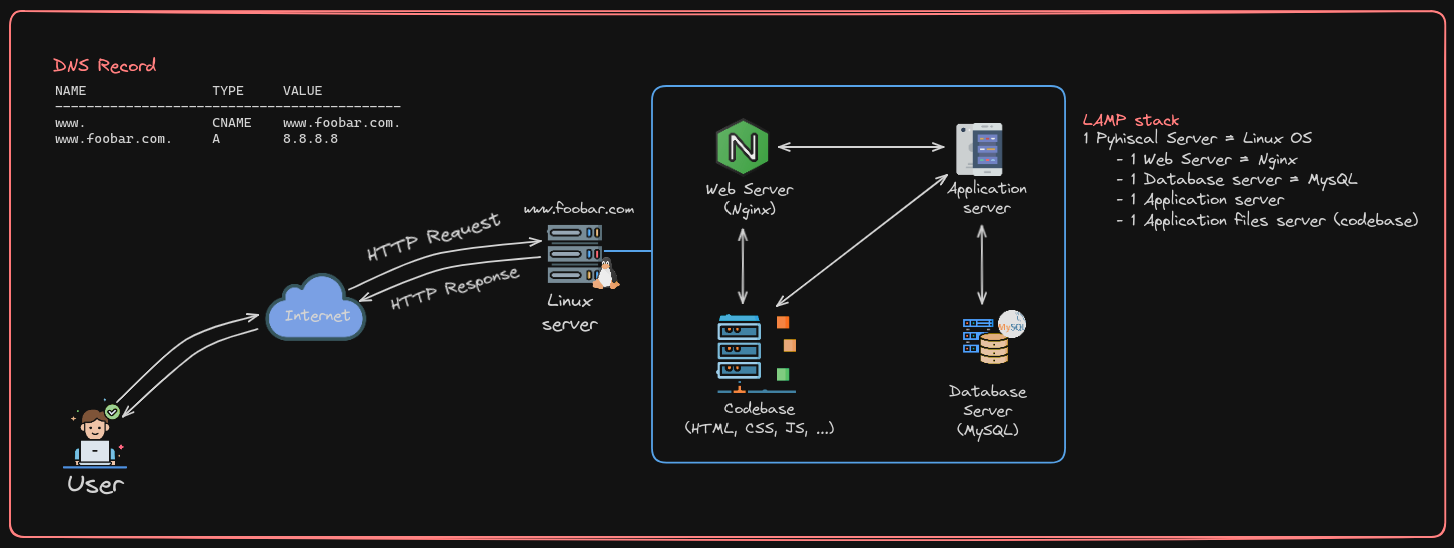 DNS Record
NAME TYPE VALUE
www. CNAME www.foobar.com.
www.foobar.com. A 8.8.8.8
LAMP stack
1 Pyhiscal Server = Linux OS
- 1 Web Server = Nginx
- 1 Database server = MysQL
- 1 Application server
- 1 Application files server (codebase)
www.foobar.com
HTTP Request
HTTP Response
Internet
Linux
server
User
Web Server
(Nginx)
Application
server
Codebase
(HTML, CSS, JS, ...)
MySQL
Database
Server
(MySQL)